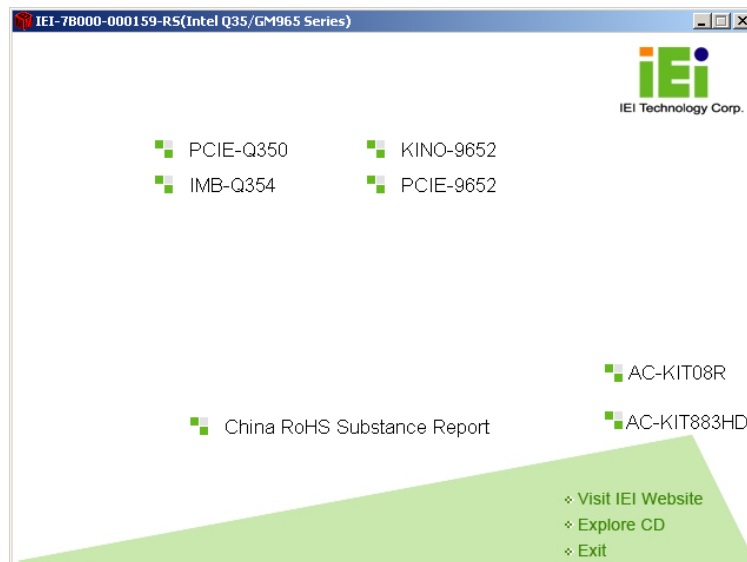 IEI-7B000-000159-RS(Intel Q35/GM965 Series)
iEi
IEI Technology Corp.
PCIE-Q350 KINO-9652
IMB-Q354 PCIE-9652
AC-KIT08R
AC-KIT883HD
China RoHS Substance Report
Visit IEI Website
Explore CD
Exit